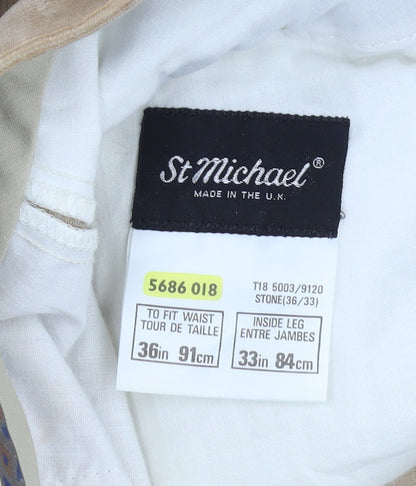 St Michael®
MADE IN THE U.K.
5686 018
T18 5003/9120
STONE(36/33)
TO FIT WAIST
TOUR DE TAILLE
36in 91cm
INSIDE LEG
ENTRE JAMBES
33in 84cm